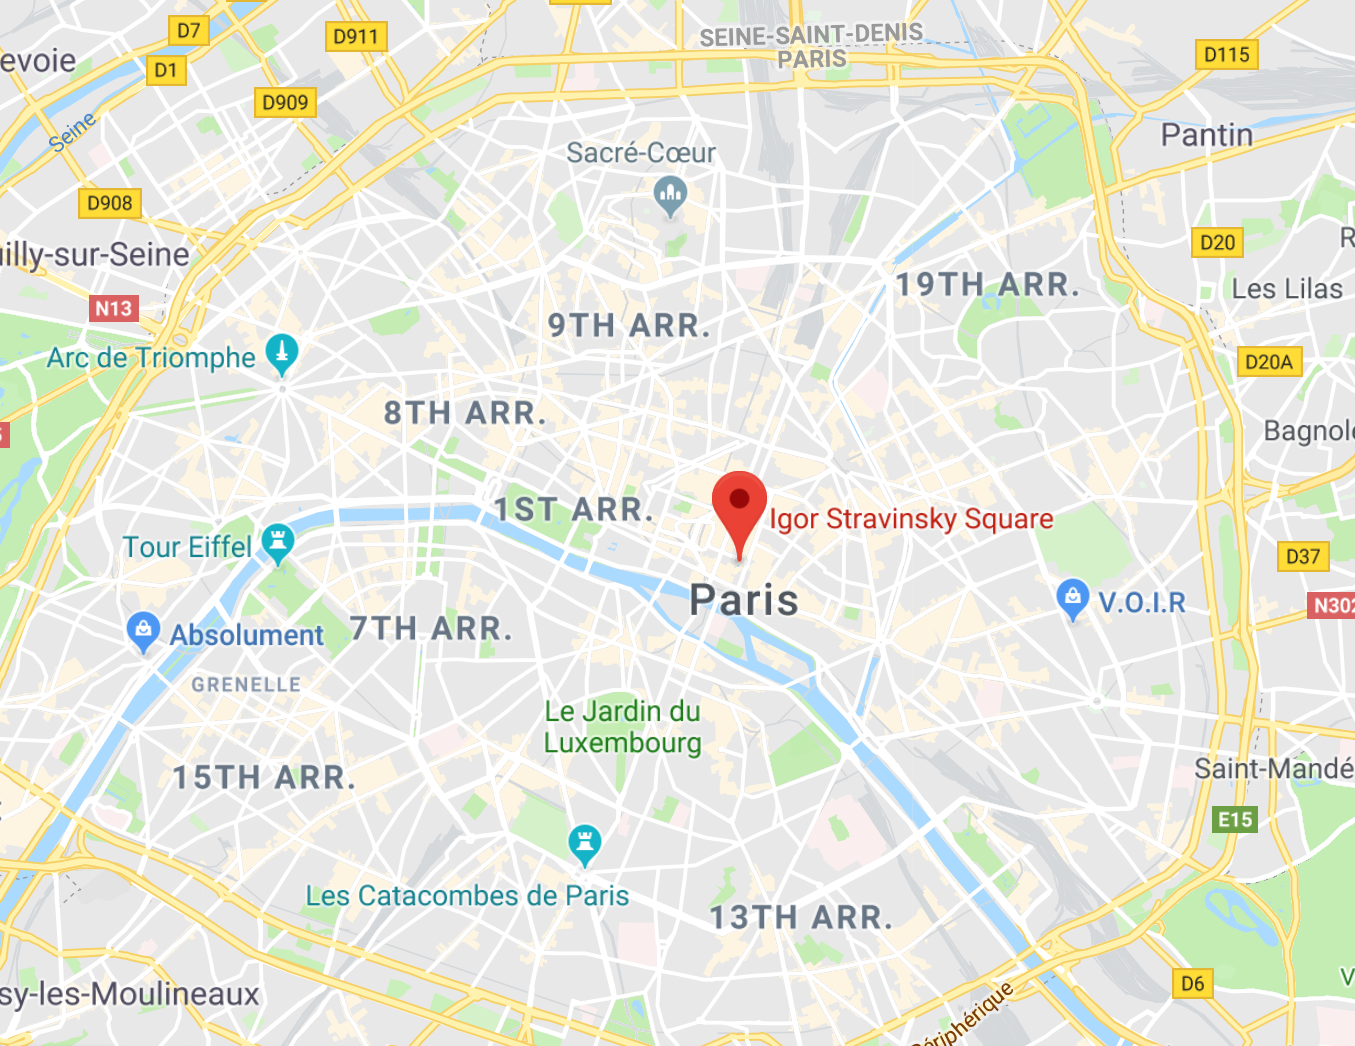 D7
D911
SEINE-SAINT-DENIS
PARIS
evoie
D1
D115
D909
Seine
Pantin
Sacré-Cœur
D908
D20
illy-sur-Seine
R
19TH ARR.
Les Lilas
N13
9TH ARR.
Arc de Triomphe
D20A
8TH ARR.
Bagnole
1ST ARR.
Igor Stravinsky Square
Tour Eiffel
D37
Paris
V.O.I.R
N302
Absolument
7TH ARR.
GRENELLE
Le Jardin du
Luxembourg
15TH ARR.
Saint-Mandé
E15
Les Catacombes de Paris
13TH ARR.
sy-les-Moulineaux
V
D6
Périphérique